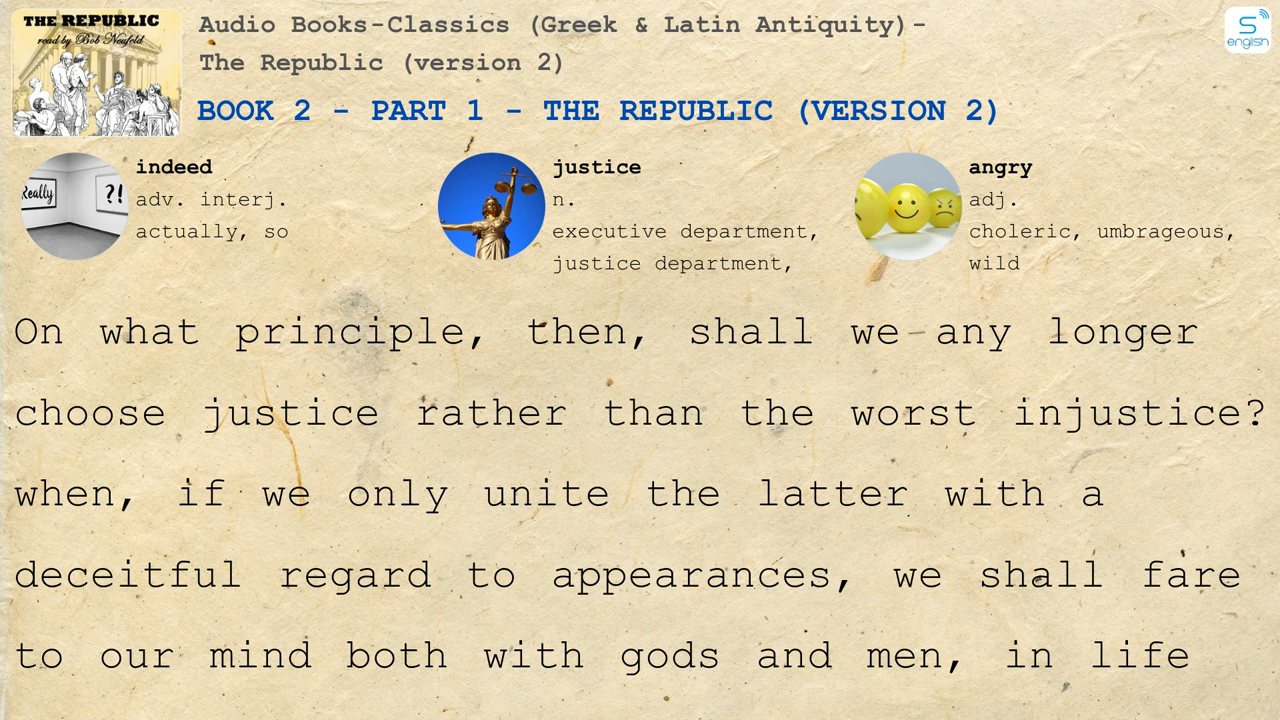 THE REPUBLIC
read by Bob Neufeld
Audio Books-Classics (Greek & Latin Antiquity)-
The Republic (version 2)
BOOK 2 - PART 1 - THE REPUBLIC (VERSION 2)
S
english
Really
?!
indeed
adv. interj.
actually, so
justice
n.
executive department,
justice department,
angry
adj.
choleric, umbrageous,
wild
On what principle, then, shall we any longer
choose justice rather than the worst injustice?
when, if we only unite the latter with a
deceitful regard to appearances, we shall fare
to our mind both with gods and men, in life